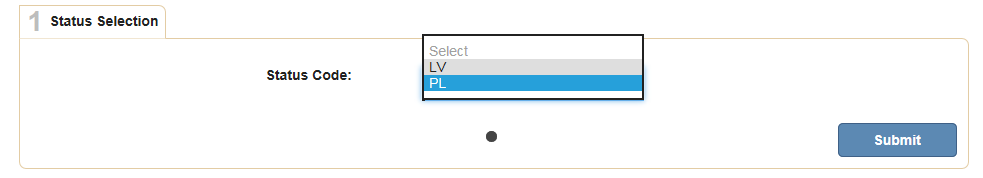 1 Status Selection
Select
Status Code:
LV
PL
Submit